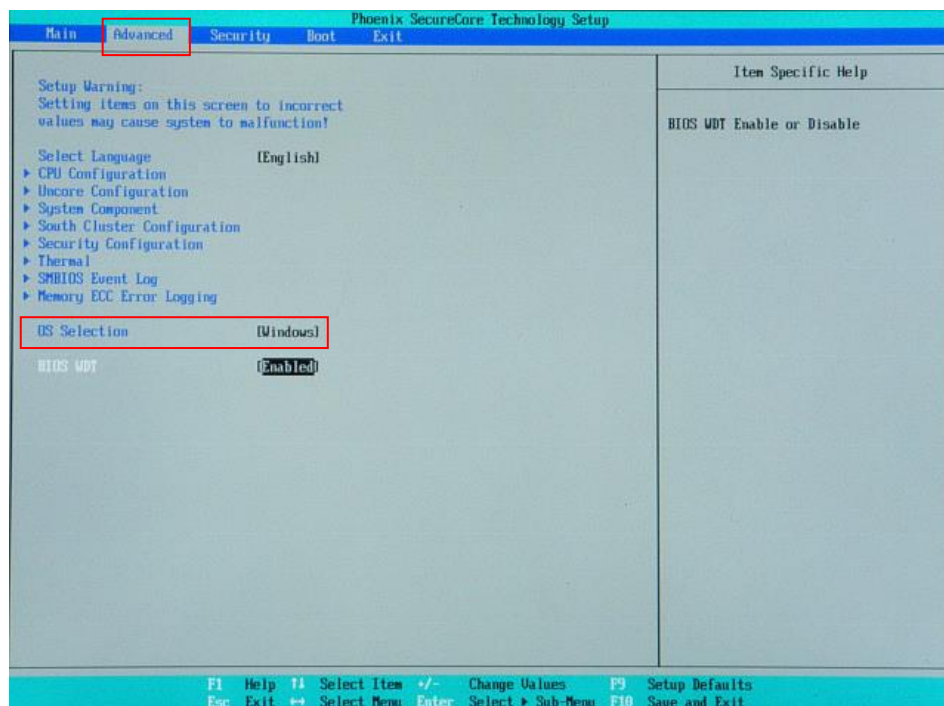 Phoenix SecureCore Technology Setup
Main Advanced Security Boot Exit
Setup Warning:
Setting items on this screen to incorrect
values may cause system to malfunction!
Select Language [English]
CPU Configuration
Uncore Configuration
System Component
South Cluster Configuration
Security Configuration
Thermal
SMBIOS Event Log
Memory ECC Error Logging
OS Selection [Windows]
BIOS WDT [Enabled]
Item Specific Help
BIOS WDT Enable or Disable
F1 Help ↑↓ Select Item +/- Change Values F9 Setup Defaults
Esc Exit ↔ Select Menu Enter Select ▶ Sub-Menu F10 Save and Exit